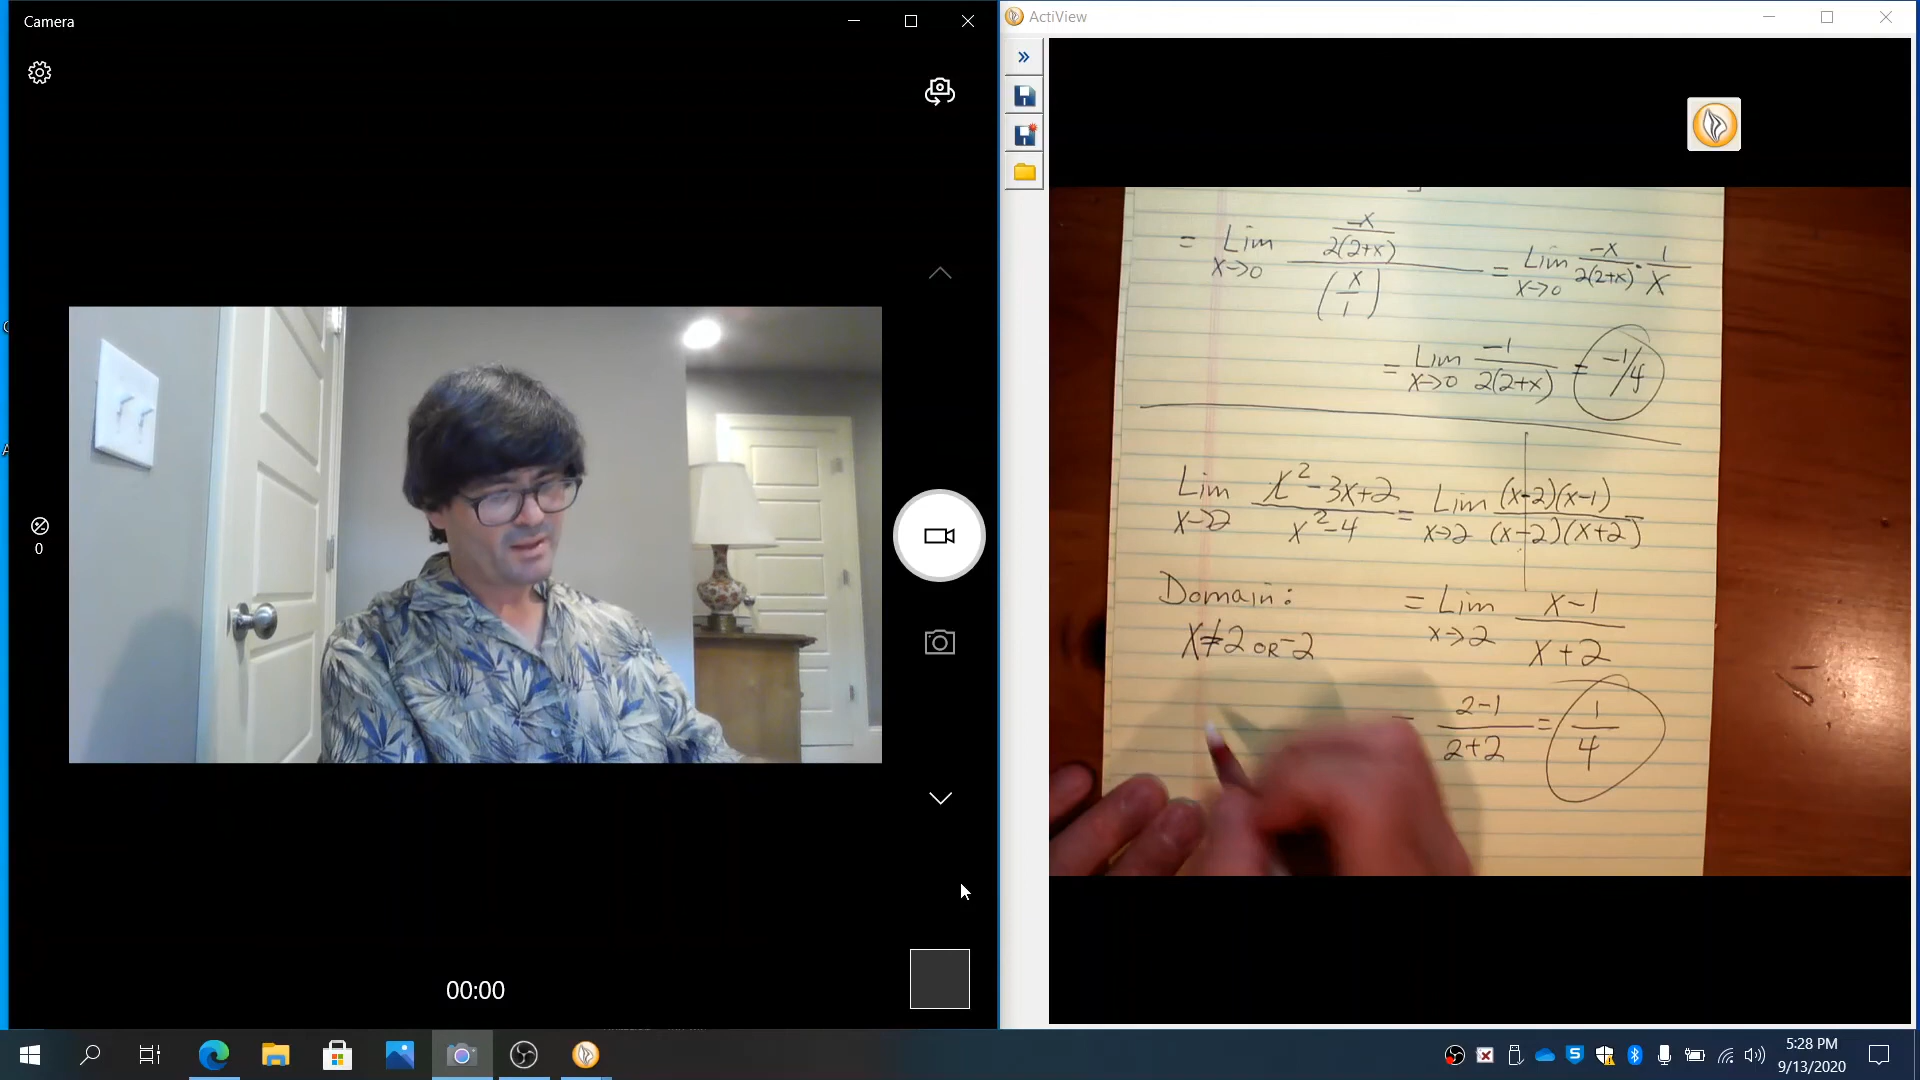 Camera
ActiView
»
= Lim x→0 (-x / 2(2+x)) / (x/1) = Lim x→0 -x / 2(2+x) · 1/x
= Lim x→0 -1 / 2(2+x) = -1/4
Lim x→2 x²-3x+2 / x²-4 = Lim x→2 (x-2)(x-1) / (x-2)(x+2)
Domain: = Lim x→2 x-1 / x+2
x≠2 OR -2
= 2-1 / 2+2 = 1/4
0
00:00
5:28 PM
9/13/2020